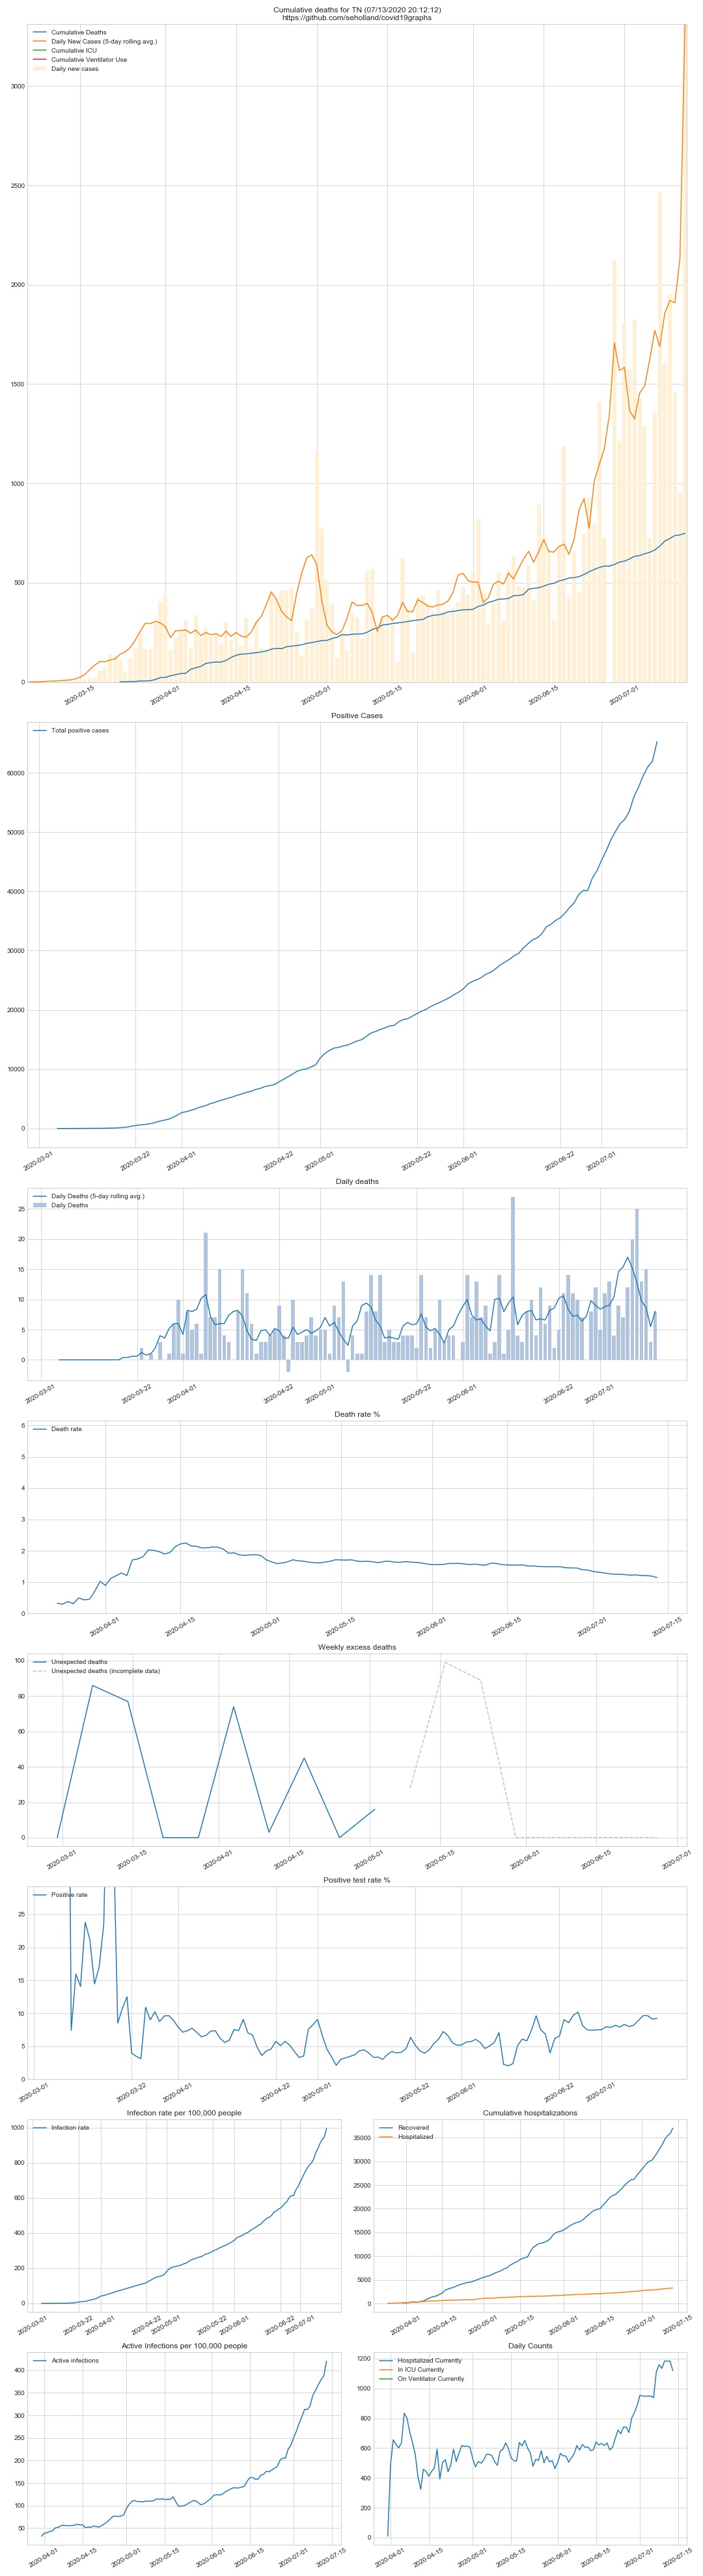 Cumulative deaths for TN (07/13/2020 20:12:12)
https://github.com/seholland/covid19graphs
Cumulative Deaths
Daily New Cases (5-day rolling avg.)
Cumulative ICU
Cumulative Ventilator Use
Daily new cases
3000
2500
2000
1500
1000
500
0
2020-03-15 2020-04-01 2020-04-15 2020-05-01 2020-05-15 2020-06-01 2020-06-15 2020-07-01
Positive Cases
Total positive cases
60000
50000
40000
30000
20000
10000
0
2020-03-01 2020-03-22 2020-04-01 2020-04-22 2020-05-01 2020-05-22 2020-06-01 2020-06-22 2020-07-01
Daily deaths
Daily Deaths (5-day rolling avg.)
Daily Deaths
25
20
15
10
5
0
2020-03-01 2020-03-22 2020-04-01 2020-04-22 2020-05-01 2020-05-22 2020-06-01 2020-06-22 2020-07-01
Death rate %
Death rate
6
5
4
3
2
1
0
2020-04-01 2020-04-15 2020-05-01 2020-05-15 2020-06-01 2020-06-15 2020-07-01 2020-07-15
Weekly excess deaths
Unexpected deaths
Unexpected deaths (incomplete data)
100
80
60
40
20
0
2020-03-01 2020-03-15 2020-04-01 2020-04-15 2020-05-01 2020-05-15 2020-06-01 2020-06-15 2020-07-01
Positive test rate %
Positive rate
25
20
15
10
5
0
2020-03-01 2020-03-22 2020-04-01 2020-04-22 2020-05-01 2020-05-22 2020-06-01 2020-06-22 2020-07-01
Infection rate per 100,000 people
Infection rate
1000
800
600
400
200
0
2020-03-01 2020-03-22 2020-04-01 2020-04-22 2020-05-01 2020-05-22 2020-06-01 2020-06-22 2020-07-01
Cumulative hospitalizations
Recovered
Hospitalized
35000
30000
25000
20000
15000
10000
5000
0
2020-04-01 2020-04-15 2020-05-01 2020-05-15 2020-06-01 2020-06-15 2020-07-01 2020-07-15
Active Infections per 100,000 people
Active infections
400
350
300
250
200
150
100
50
2020-04-01 2020-04-15 2020-05-01 2020-05-15 2020-06-01 2020-06-15 2020-07-01 2020-07-15
Daily Counts
Hospitalized Currently
In ICU Currently
On Ventilator Currently
1200
1000
800
600
400
200
0
2020-04-01 2020-04-15 2020-05-01 2020-05-15 2020-06-01 2020-06-15 2020-07-01 2020-07-15